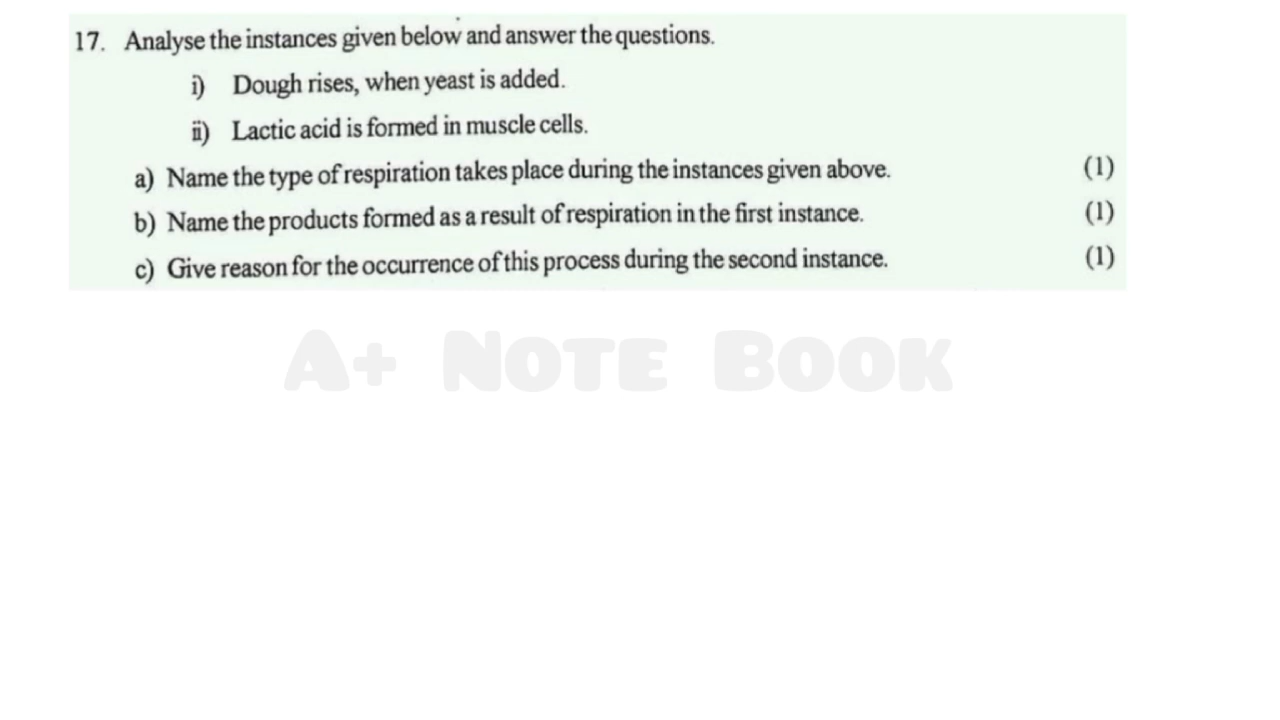 17. Analyse the instances given below and answer the questions.
i) Dough rises, when yeast is added.
ii) Lactic acid is formed in muscle cells.
a) Name the type of respiration takes place during the instances given above. (1)
b) Name the products formed as a result of respiration in the first instance. (1)
c) Give reason for the occurrence of this process during the second instance. (1)
A+ NOTE BOOK